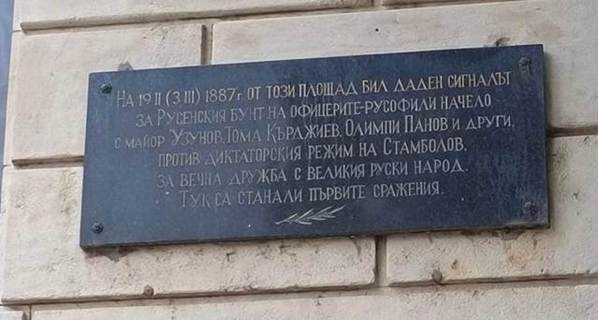 На 19 II (3 III) 1887 г от този площад бил даден сигналът
за Русенския бунт на офицерите-русофили начело
с майор Узунов, Тома Кърджиев, Олимпи Панов и други,
против диктаторския режим на Стамболов,
за вечна дружба с великия руски народ.
Тук са станали първите сражения.